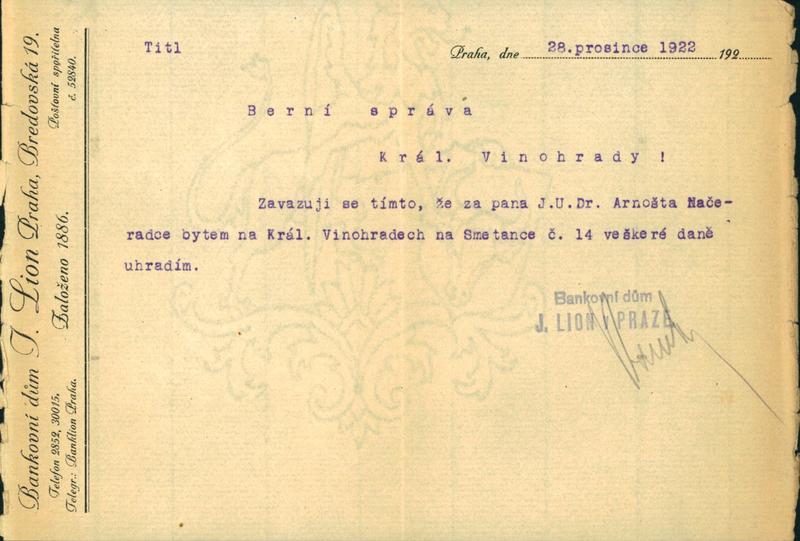 Bankovní dům J. Lion Praha, Bredovská 19.
Telefon 2852, 30015.
Založeno 1886.
Poštovní spořitelna
Telegr.: Banklion Praha.
č. 52840.
Titl
Praha, dne 28.prosince 1922 192
Berní správa
Král. Vinohrady !
Zavazuji se tímto, že za pana J.U.Dr. Arnošta Nače-
radce bytem na Král. Vinohradech na Smetance č. 14 veškeré daně
uhradím.
Bankovní dům
J. LION v PRAZE